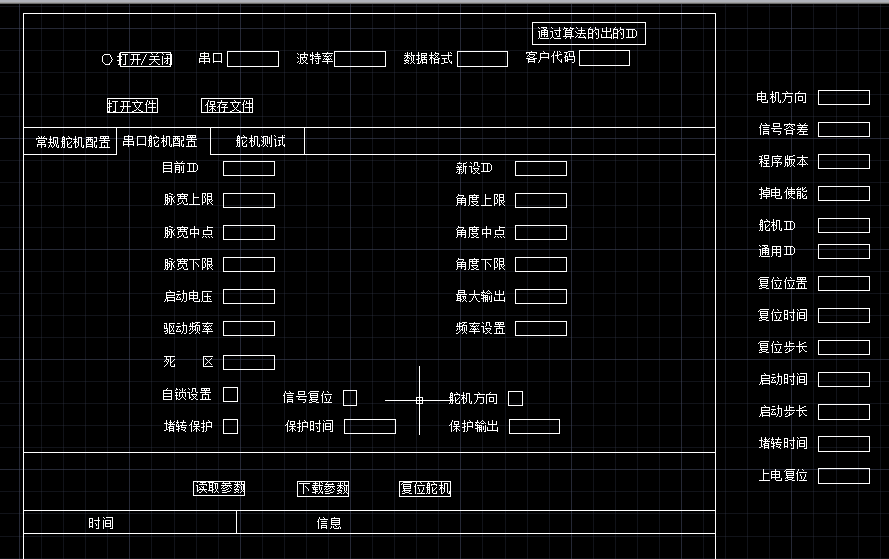 通过算法的出的ID
打开/关闭 串口 波特率 数据格式 客户代码
打开文件 保存文件
常规舵机配置 串口舵机配置 舵机测试
目前ID 新设ID
脉宽上限 角度上限
脉宽中点 角度中点
脉宽下限 角度下限
启动电压 最大输出
驱动频率 频率设置
死 区
自锁设置 信号复位 舵机方向
堵转保护 保护时间 保护输出
读取参数 下载参数 复位舵机
时间 信息
电机方向
信号容差
程序版本
掉电使能
舵机ID
通用ID
复位位置
复位时间
复位步长
启动时间
启动步长
堵转时间
上电复位